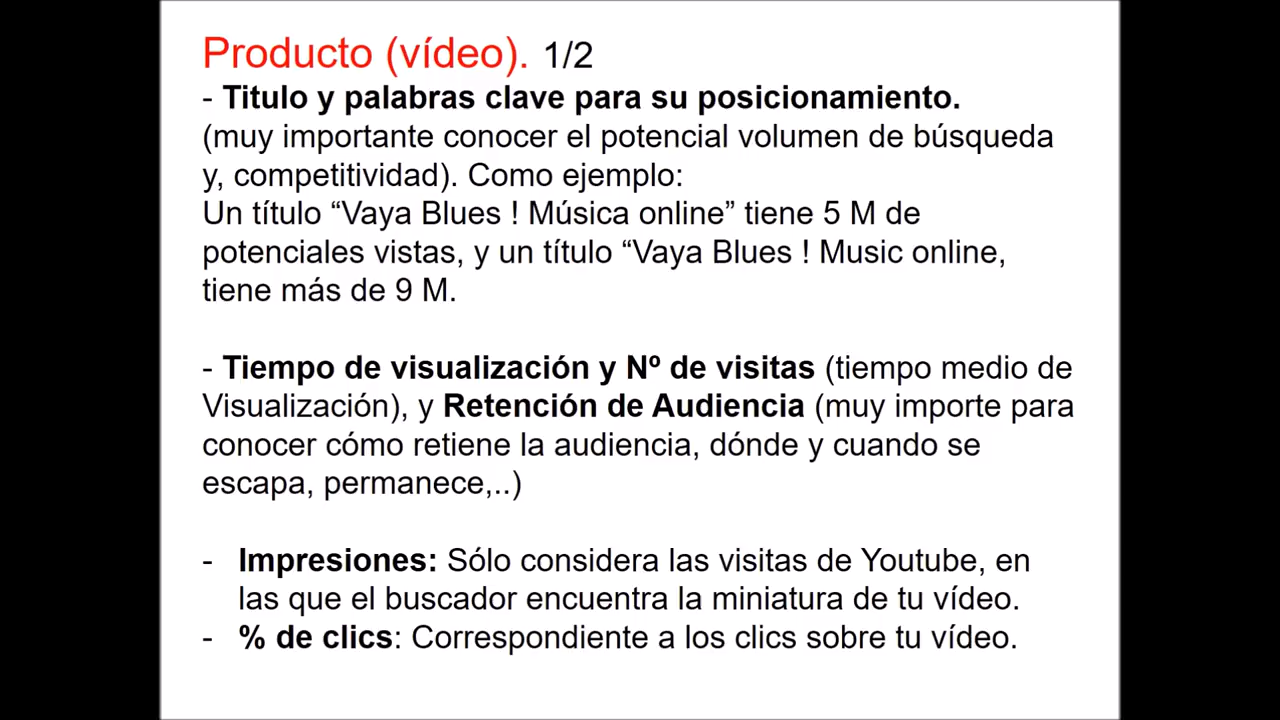 Producto (vídeo). 1/2
- Titulo y palabras clave para su posicionamiento.
(muy importante conocer el potencial volumen de búsqueda
y, competitividad). Como ejemplo:
Un título “Vaya Blues ! Música online” tiene 5 M de
potenciales vistas, y un título “Vaya Blues ! Music online,
tiene más de 9 M.
- Tiempo de visualización y Nº de visitas (tiempo medio de
Visualización), y Retención de Audiencia (muy importe para
conocer cómo retiene la audiencia, dónde y cuando se
escapa, permanece,..)
- Impresiones: Sólo considera las visitas de Youtube, en
las que el buscador encuentra la miniatura de tu vídeo.
- % de clics: Correspondiente a los clics sobre tu vídeo.